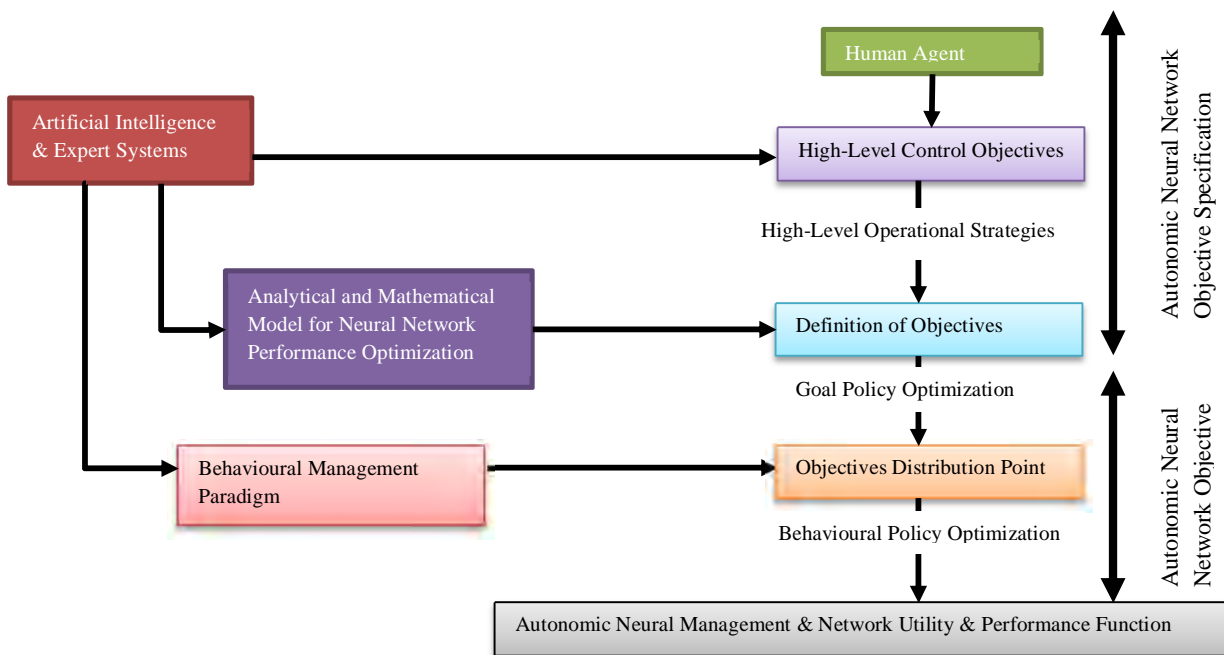 Human Agent
Artificial Intelligence
& Expert Systems
High-Level Control Objectives
High-Level Operational Strategies
Analytical and Mathematical
Model for Neural Network
Performance Optimization
Definition of Objectives
Goal Policy Optimization
Behavioural Management
Paradigm
Objectives Distribution Point
Behavioural Policy Optimization
Autonomic Neural Management & Network Utility & Performance Function
Autonomic Neural Network
Objective Specification
Autonomic Neural
Network Objective